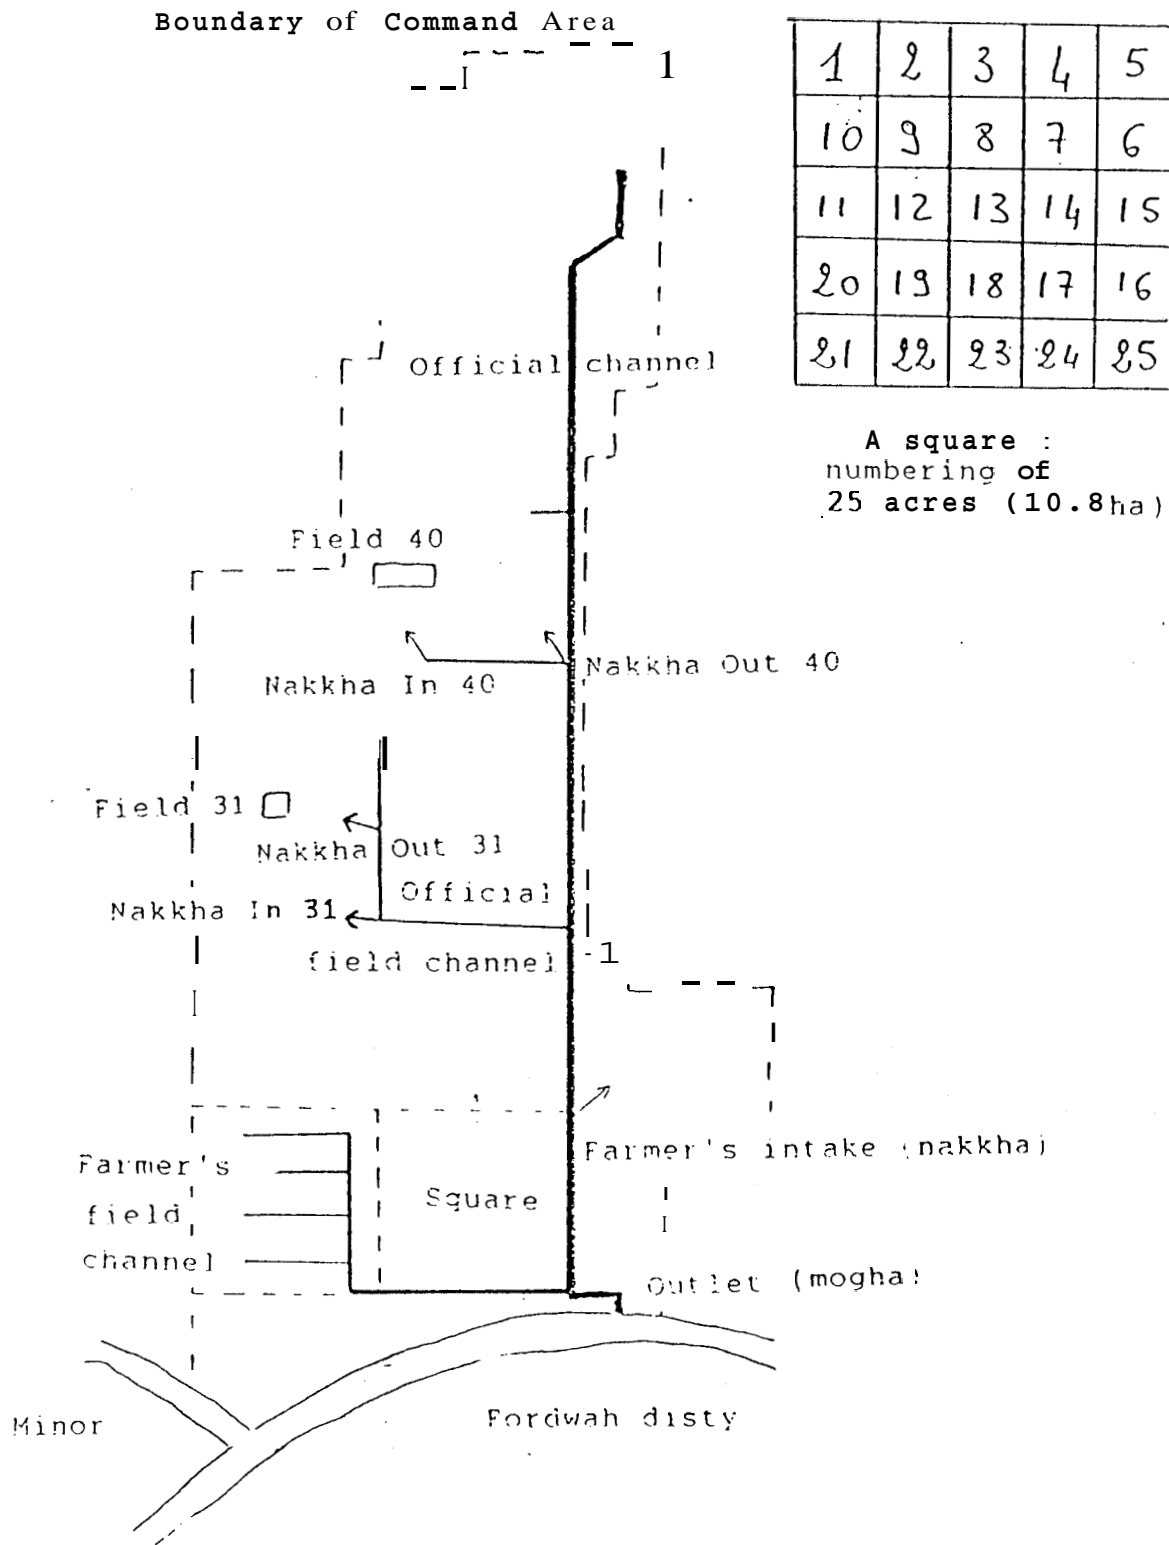 Boundary of Command Area
1
1 2 3 4 5
10 9 8 7 6
11 12 13 14 15
20 19 18 17 16
21 22 23 24 25
A square :
numbering of
25 acres (10.8ha)
Official channel
Field 40
Nakkha Out 40
Nakkha In 40
Field 31
Nakkha Out 31
Official
Nakkha In 31
field channel
1
Farmer's intake (nakkha)
Farmer's
field
channel
Square
Outlet (mogha)
Minor
Fordwah disty